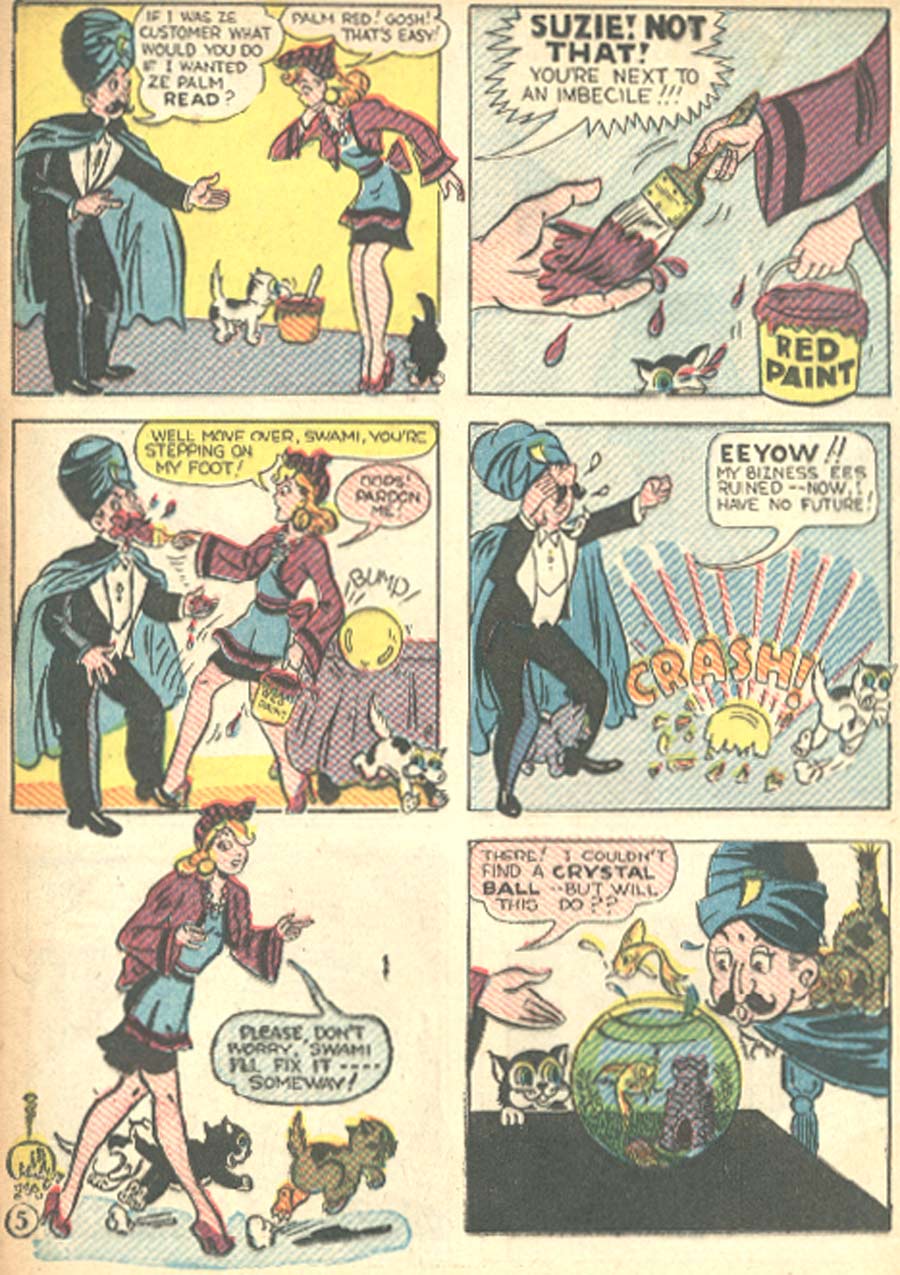 IF I WAS ZE
CUSTOMER WHAT
WOULD YOU DO
IF I WANTED
ZE PALM
READ?
PALM RED! GOSH!
THAT'S EASY!
SUZIE! NOT
THAT!
YOU'RE NEXT TO
AN IMBECILE!!!
RED
PAINT
WELL MOVE OVER, SWAMI, YOU'RE
STEPPING ON
MY FOOT!
OOPS!
PARDON
ME!
BUMP!
RED
PAINT
EEYOW!!
MY BIZNESS EES
RUINED--NOW, I
HAVE NO FUTURE!
CRASH!
PLEASE, DON'T
WORRY, SWAMI
I'LL FIX IT ----
SOMEWAY!
5
THERE! I COULDN'T
FIND A CRYSTAL
BALL --BUT WILL
THIS DO??